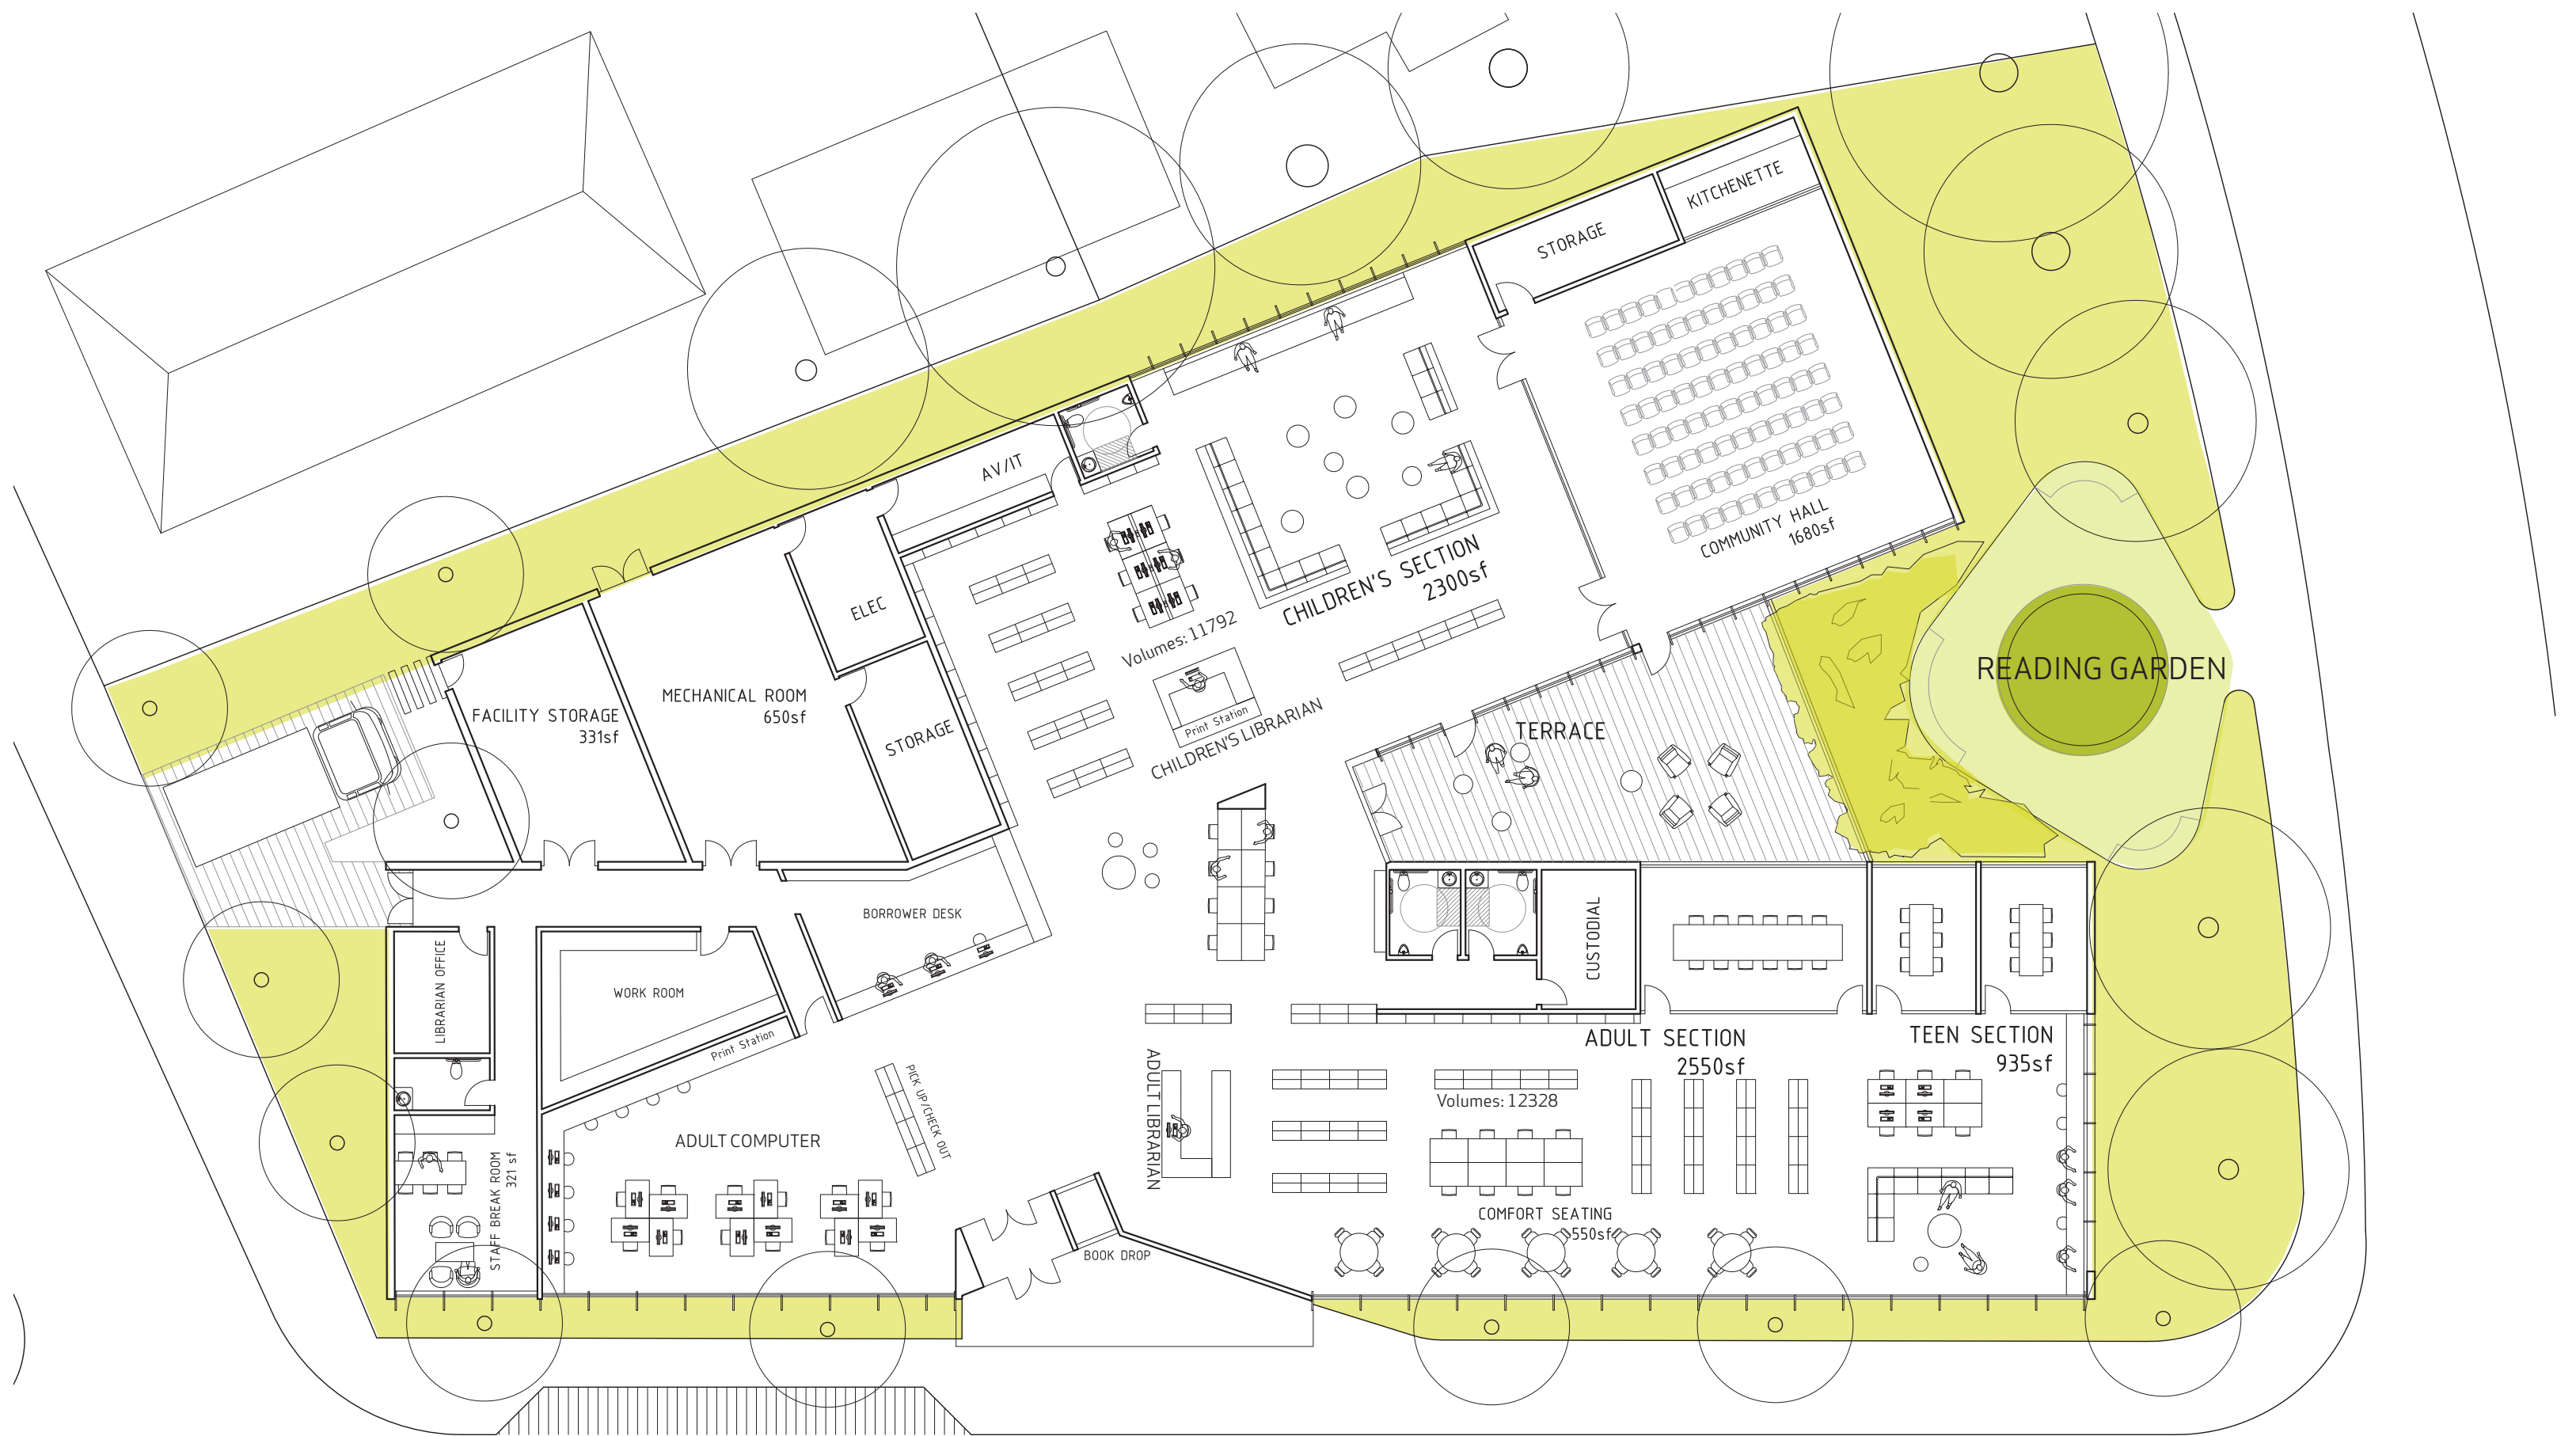 KITCHENETTE
STORAGE
COMMUNITY HALL
1680sf
AV/IT
ELEC
CHILDREN'S SECTION
2300sf
Volumes: 11792
Print Station
CHILDREN'S LIBRARIAN
READING GARDEN
TERRACE
MECHANICAL ROOM
650sf
FACILITY STORAGE
331sf
STORAGE
BORROWER DESK
LIBRARIAN OFFICE
WORK ROOM
Print Station
CUSTODIAL
ADULT SECTION
2550sf
TEEN SECTION
935sf
PICK UP/CHECK OUT
ADULT LIBRARIAN
Volumes: 12328
ADULT COMPUTER
STAFF BREAK ROOM
321 sf
COMFORT SEATING
550sf
BOOK DROP